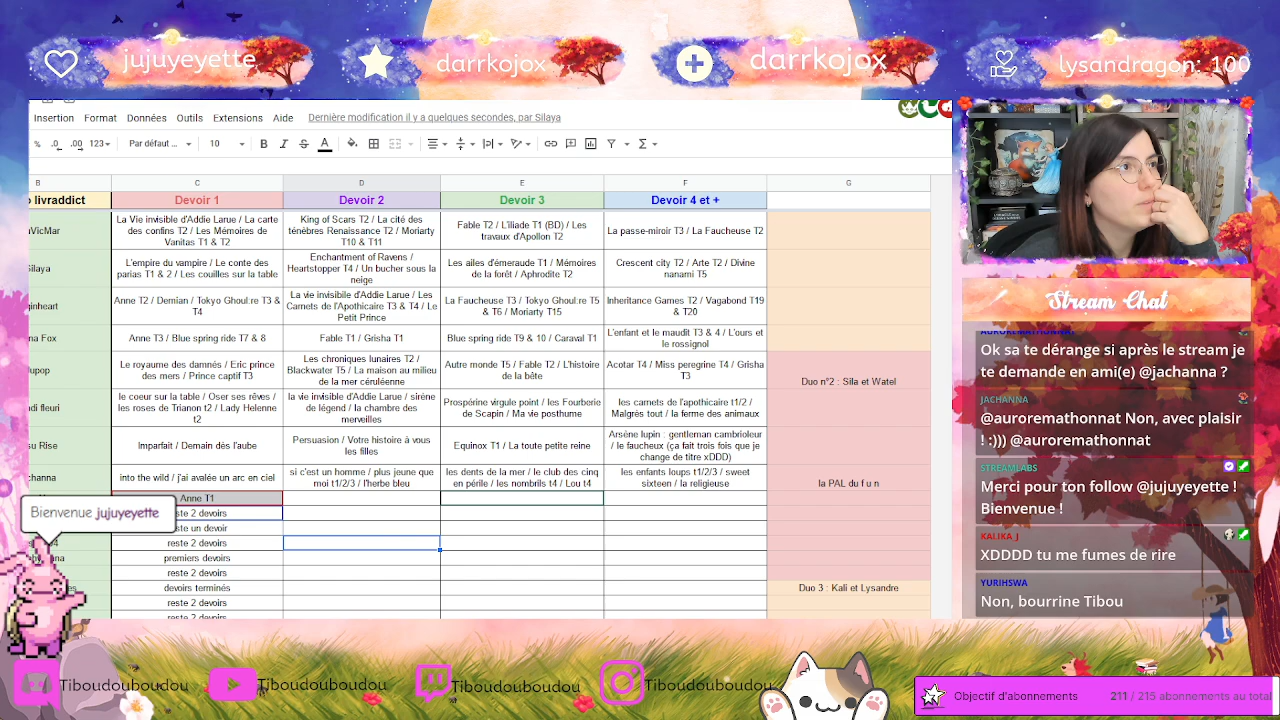 jujuyeyette
darrkojox
darrkojox
lysandragon: 100
Insertion Format Données Outils Extensions Aide
Dernière modification il y a quelques secondes, par Silaya
% .0 .00 123 Par défaut ... 10 B I S A
B C D E F G
livraddict Devoir 1 Devoir 2 Devoir 3 Devoir 4 et +
VicMar
La Vie invisible d'Addie Larue / La carte
des confins T2 / Les Mémoires de
Vanitas T1 & T2
King of Scars T2 / La cité des
ténèbres Renaissance T2 / Moriarty
T10 & T11
Fable T2 / L'îliade T1 (BD) / Les
travaux d'Apollon T2
La passe-miroir T3 / La Faucheuse T2
Silaya
L'empire du vampire / Le conte des
parias T1 & 2 / Les couilles sur la table
Enchantment of Ravens /
Heartstopper T4 / Un bucher sous la
neige
Les ailes d'émeraude T1 / Mémoires
de la forêt / Aphrodite T2
Crescent city T2 / Arte T2 / Divine
nanami T5
ginheart
Anne T2 / Demian / Tokyo Ghoul:re T3 &
T4
La vie invisibile d'Addie Larue / Les
Carnets de l'Apothicaire T3 & T4 / Le
Petit Prince
La Faucheuse T3 / Tokyo Ghoul:re T5
& T6 / Moriarty T15
Inheritance Games T2 / Vagabond T19
& T20
na Fox
Anne T3 / Blue spring ride T7 & 8
Fable T1 / Grisha T1
Blue spring ride T9 & 10 / Caraval T1
L'enfant et le maudit T3 & 4 / L'ours et
le rossignol
upop
Le royaume des damnés / Eric prince
des mers / Prince captif T3
Les chroniques lunaires T2 /
Blackwater T5 / La maison au milieu
de la mer céruléenne
Autre monde T5 / Fable T2 / L'histoire
de la bête
Acotar T4 / Miss peregrine T4 / Grisha
T3
Duo n°2 : Sila et Watel
di fleuri
le coeur sur la table / Oser ses rêves /
les roses de Trianon t2 / Lady Helenne
t2
la vie invisible d'Addie Larue / sirène
de légend / la chambre des
merveilles
Prospérine virgule point / les Fourberie
de Scapin / Ma vie posthume
les carnets de l'apothicaire t1/2 /
Malgrès tout / la ferme des animaux
su Rise
Imparfait / Demain dès l'aube
Persuasion / Votre histoire à vous
les filles
Equinox T1 / La toute petite reine
Arsène lupin : gentleman cambrioleur
/ le faucheux (ça fait trois fois que je
change de titre xDDD)
channa
into the wild / j'ai avalée un arc en ciel
si c'est un homme / plus jeune que
moi t1/2/3 / l'herbe bleu
les dents de la mer / le club des cinq
en périle / les nombrils t4 / Lou t4
les enfants loups t1/2/3 / sweet
sixteen / la religieuse
la PAL du f u n
Anne T1
ste 2 devoirs
ste un devoir
reste 2 devoirs
premiers devoirs
reste 2 devoirs
devoirs terminés
Duo 3 : Kali et Lysandre
reste 2 devoirs
reste 2 devoirs
Bienvenue jujuyeyette
Stream Chat
AUROREMATHONNAT
Ok sa te dérange si après le stream je
te demande en ami(e) @jachanna ?
JACHANNA
@auroremathonnat Non, avec plaisir
! :))) @auroremathonnat
STREAMLABS
Merci pour ton follow @jujuyeyette !
Bienvenue !
KALIKA_J
XDDDD tu me fumes de rire
YURIHSWA
Non, bourrine Tibou
Tiboudouboudou
Tiboudouboudou
Tiboudouboudou
Tiboudouboudou
Objectif d'abonnements 211 / 215 abonnements au total